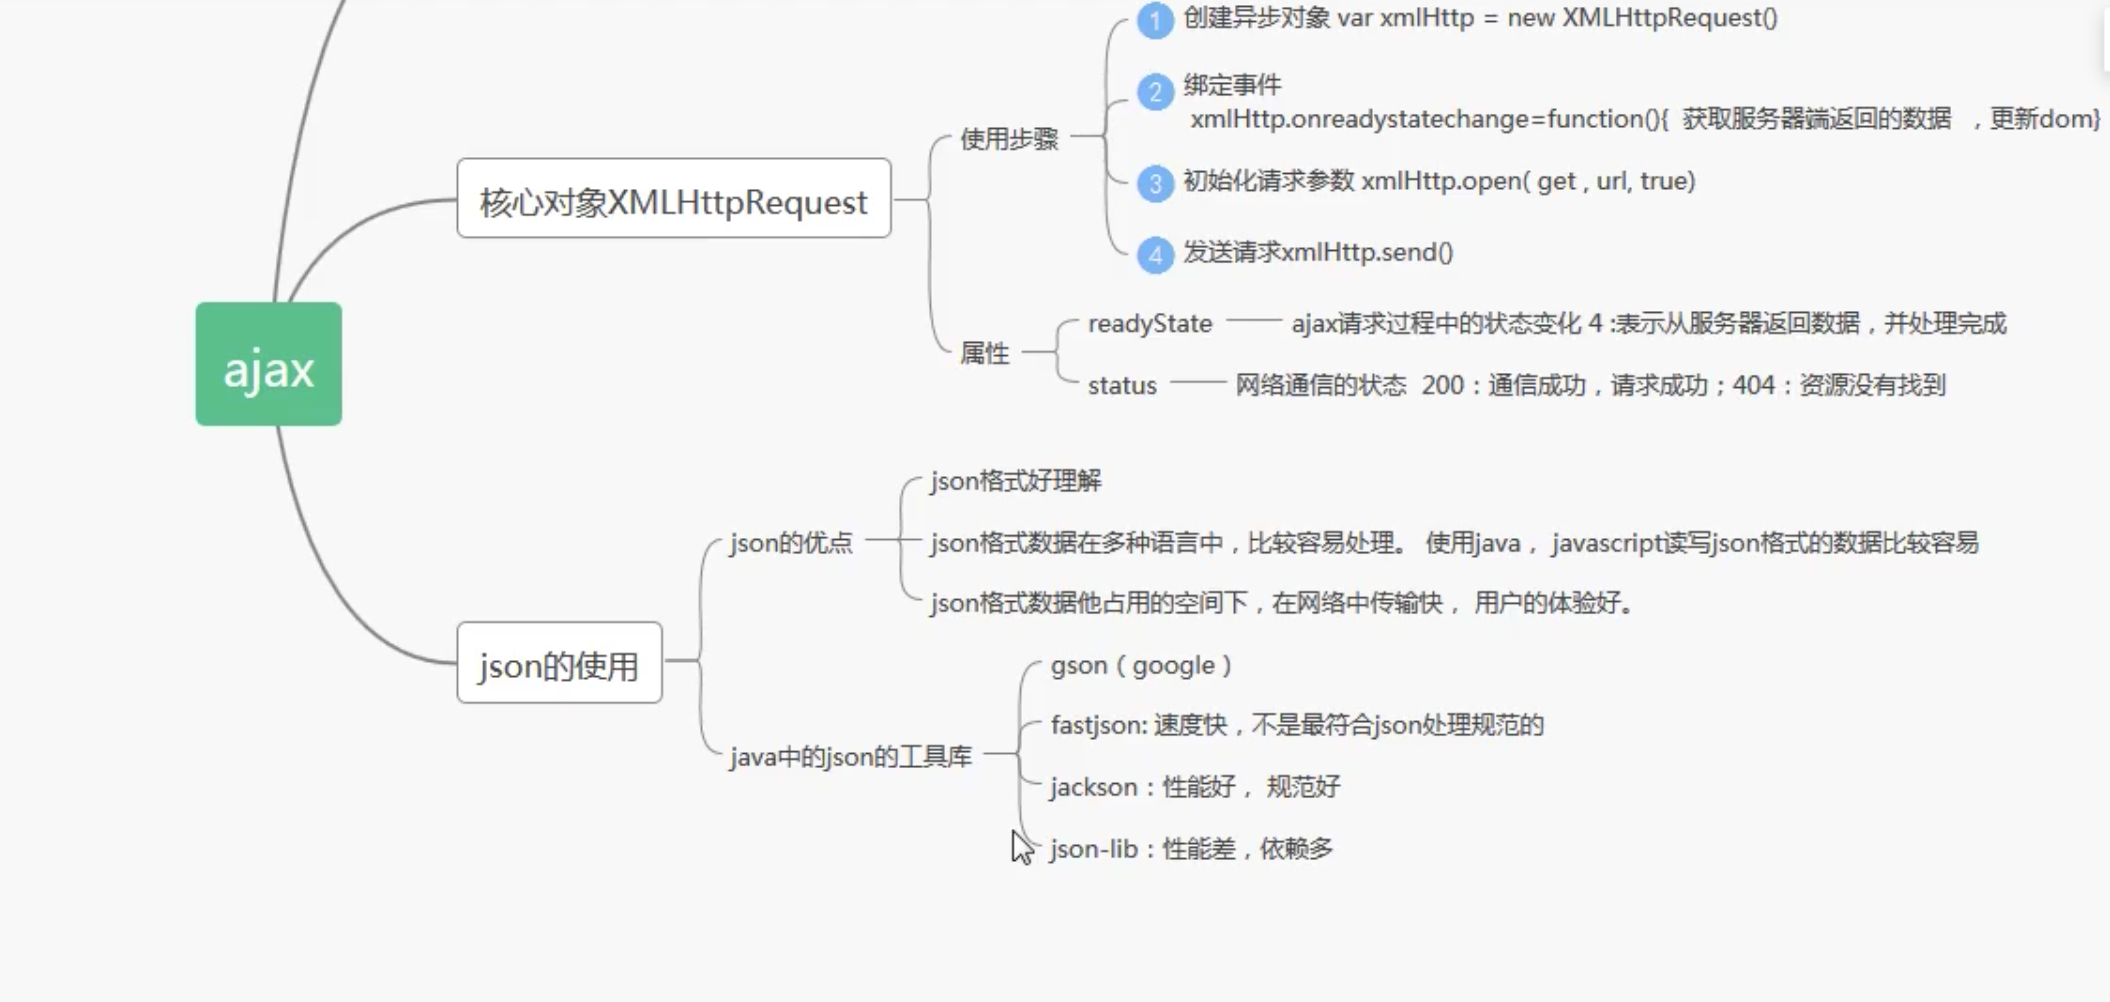 1 创建异步对象 var xmlHttp = new XMLHttpRequest()
2 绑定事件
xmlHttp.onreadystatechange=function(){ 获取服务器端返回的数据 ，更新dom}
使用步骤
3 初始化请求参数 xmlHttp.open( get , url, true)
核心对象XMLHttpRequest
4 发送请求xmlHttp.send()
readyState ajax请求过程中的状态变化 4 :表示从服务器返回数据，并处理完成
属性
ajax
status 网络通信的状态 200：通信成功，请求成功；404：资源没有找到
json格式好理解
json的优点 json格式数据在多种语言中，比较容易处理。 使用java， javascript读写json格式的数据比较容易
json格式数据他占用的空间下，在网络中传输快， 用户的体验好。
json的使用
gson（google）
fastjson: 速度快，不是最符合json处理规范的
java中的json的工具库
jackson：性能好， 规范好
json-lib：性能差，依赖多